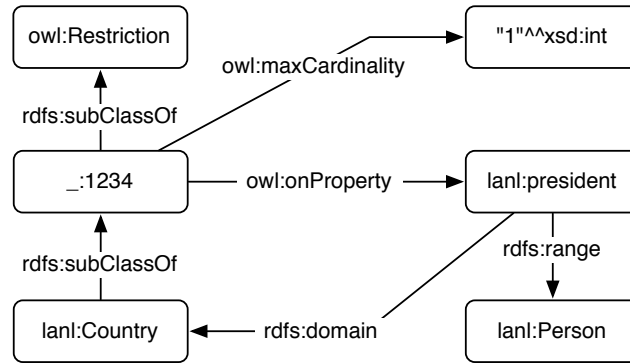 owl:Restriction
"1"^^xsd:int
owl:maxCardinality
rdfs:subClassOf
_:1234
owl:onProperty
lanl:president
rdfs:subClassOf
rdfs:range
lanl:Country
rdfs:domain
lanl:Person